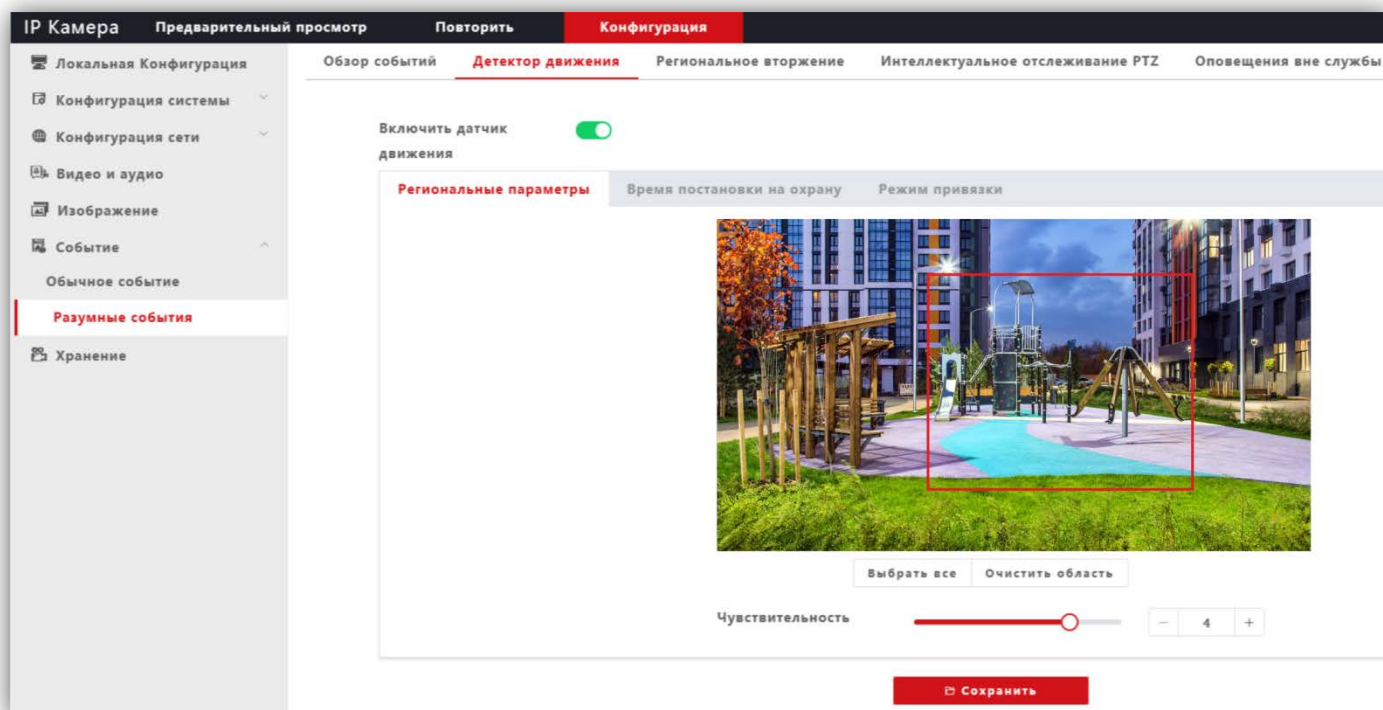 IP Камера Предварительный просмотр Повторить Конфигурация
Локальная Конфигурация
Конфигурация системы
Конфигурация сети
Видео и аудио
Изображение
Событие
Обычное событие
Разумные события
Хранение
Обзор событий Детектор движения Региональное вторжение Интеллектуальное отслеживание PTZ Оповещения вне службы
Включить датчик
движения
Региональные параметры Время постановки на охрану Режим привязки
Выбрать все Очистить область
Чувствительность − 4 +
Сохранить